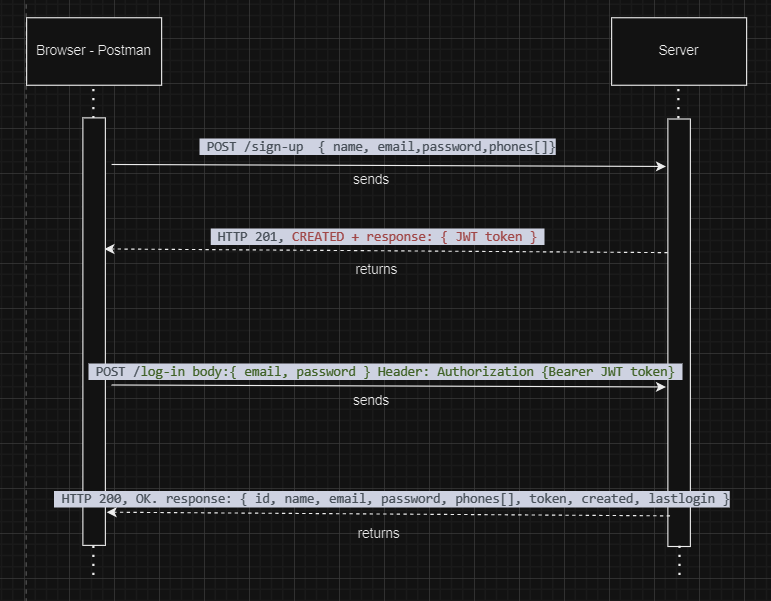 Browser - Postman
Server
POST /sign-up  { name, email,password,phones[]}
sends
HTTP 201, CREATED + response: { JWT token }
returns
POST /log-in body:{ email, password } Header: Authorization {Bearer JWT token}
sends
HTTP 200, OK. response: { id, name, email, password, phones[], token, created, lastlogin }
returns